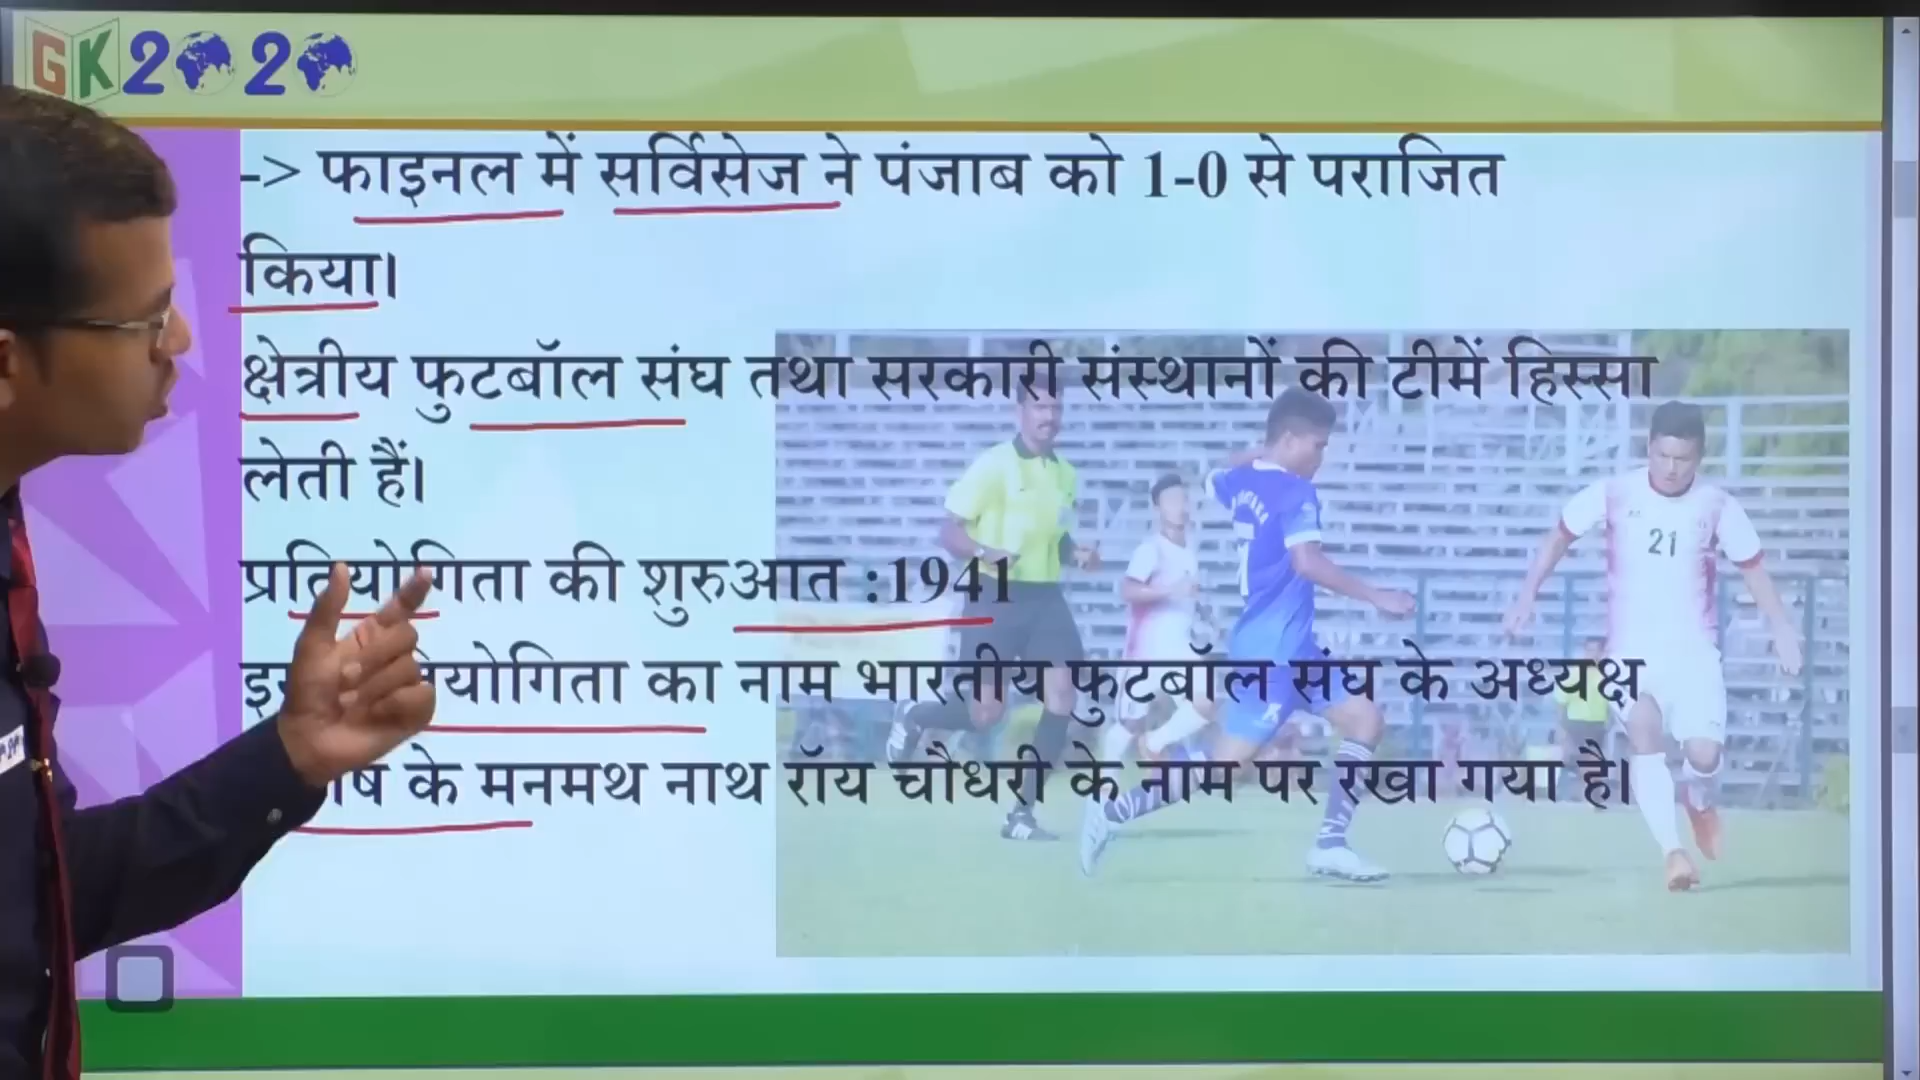 GK2020
-> फाइनल में सर्विसेज ने पंजाब को 1-0 से पराजित
किया।
क्षेत्रीय फुटबॉल संघ तथा सरकारी संस्थानों की टीमें हिस्सा
लेती हैं।
21
प्रतियोगिता की शुरुआत :1941
का नाम भारतीय फुटबॉल संघ के अध्यक्ष
के मनमथ नाथ रॉय चौधरी के नाम पर रखा गया है।